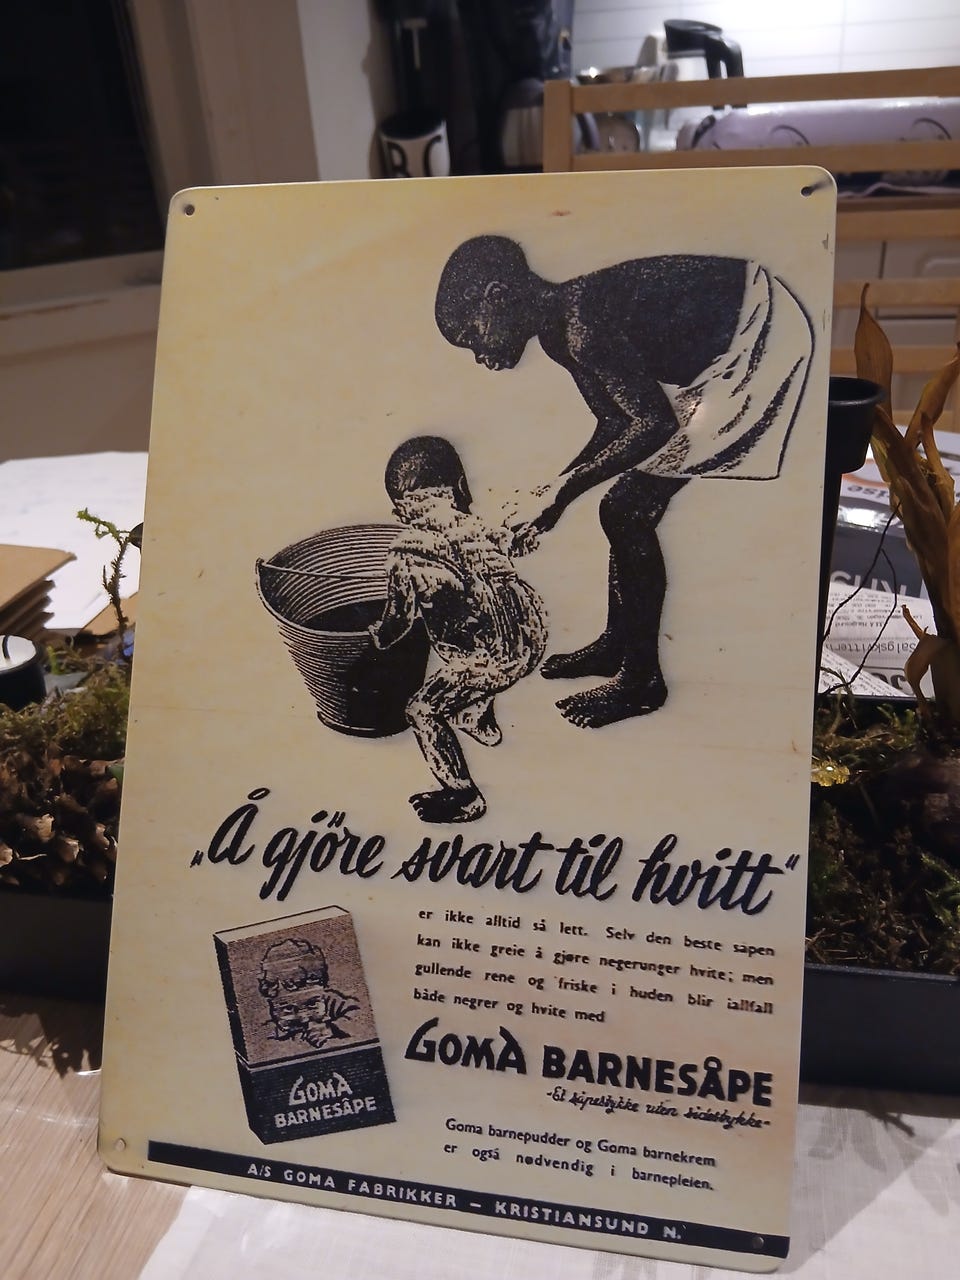 „Å gjöre svart til hvitt“
er ikke alltid så lett. Selv den beste såpen
kan ikke greie å gjøre negerunger hvite; men
gullende rene og friske i huden blir iallfall
både negrer og hvite med
GOMA BARNESÅPE
-Et såpestykke uten sidestykke-
GOMA
BARNESÅPE
Goma barnepudder og Goma barnekrem
er også nødvendig i barnepleien.
A/S GOMA FABRIKKER — KRISTIANSUND N.
Salgskvitter